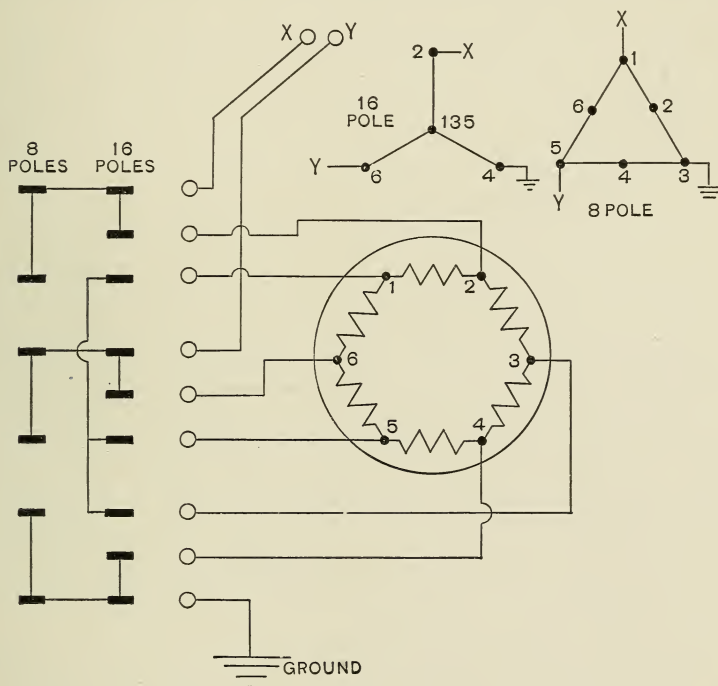 X Y
2 X
16
POLE
135
Y 6 4
X
1
6 2
5 4 3
Y
8 POLE
8
POLES
16
POLES
1 2
6 3
5 4
GROUND